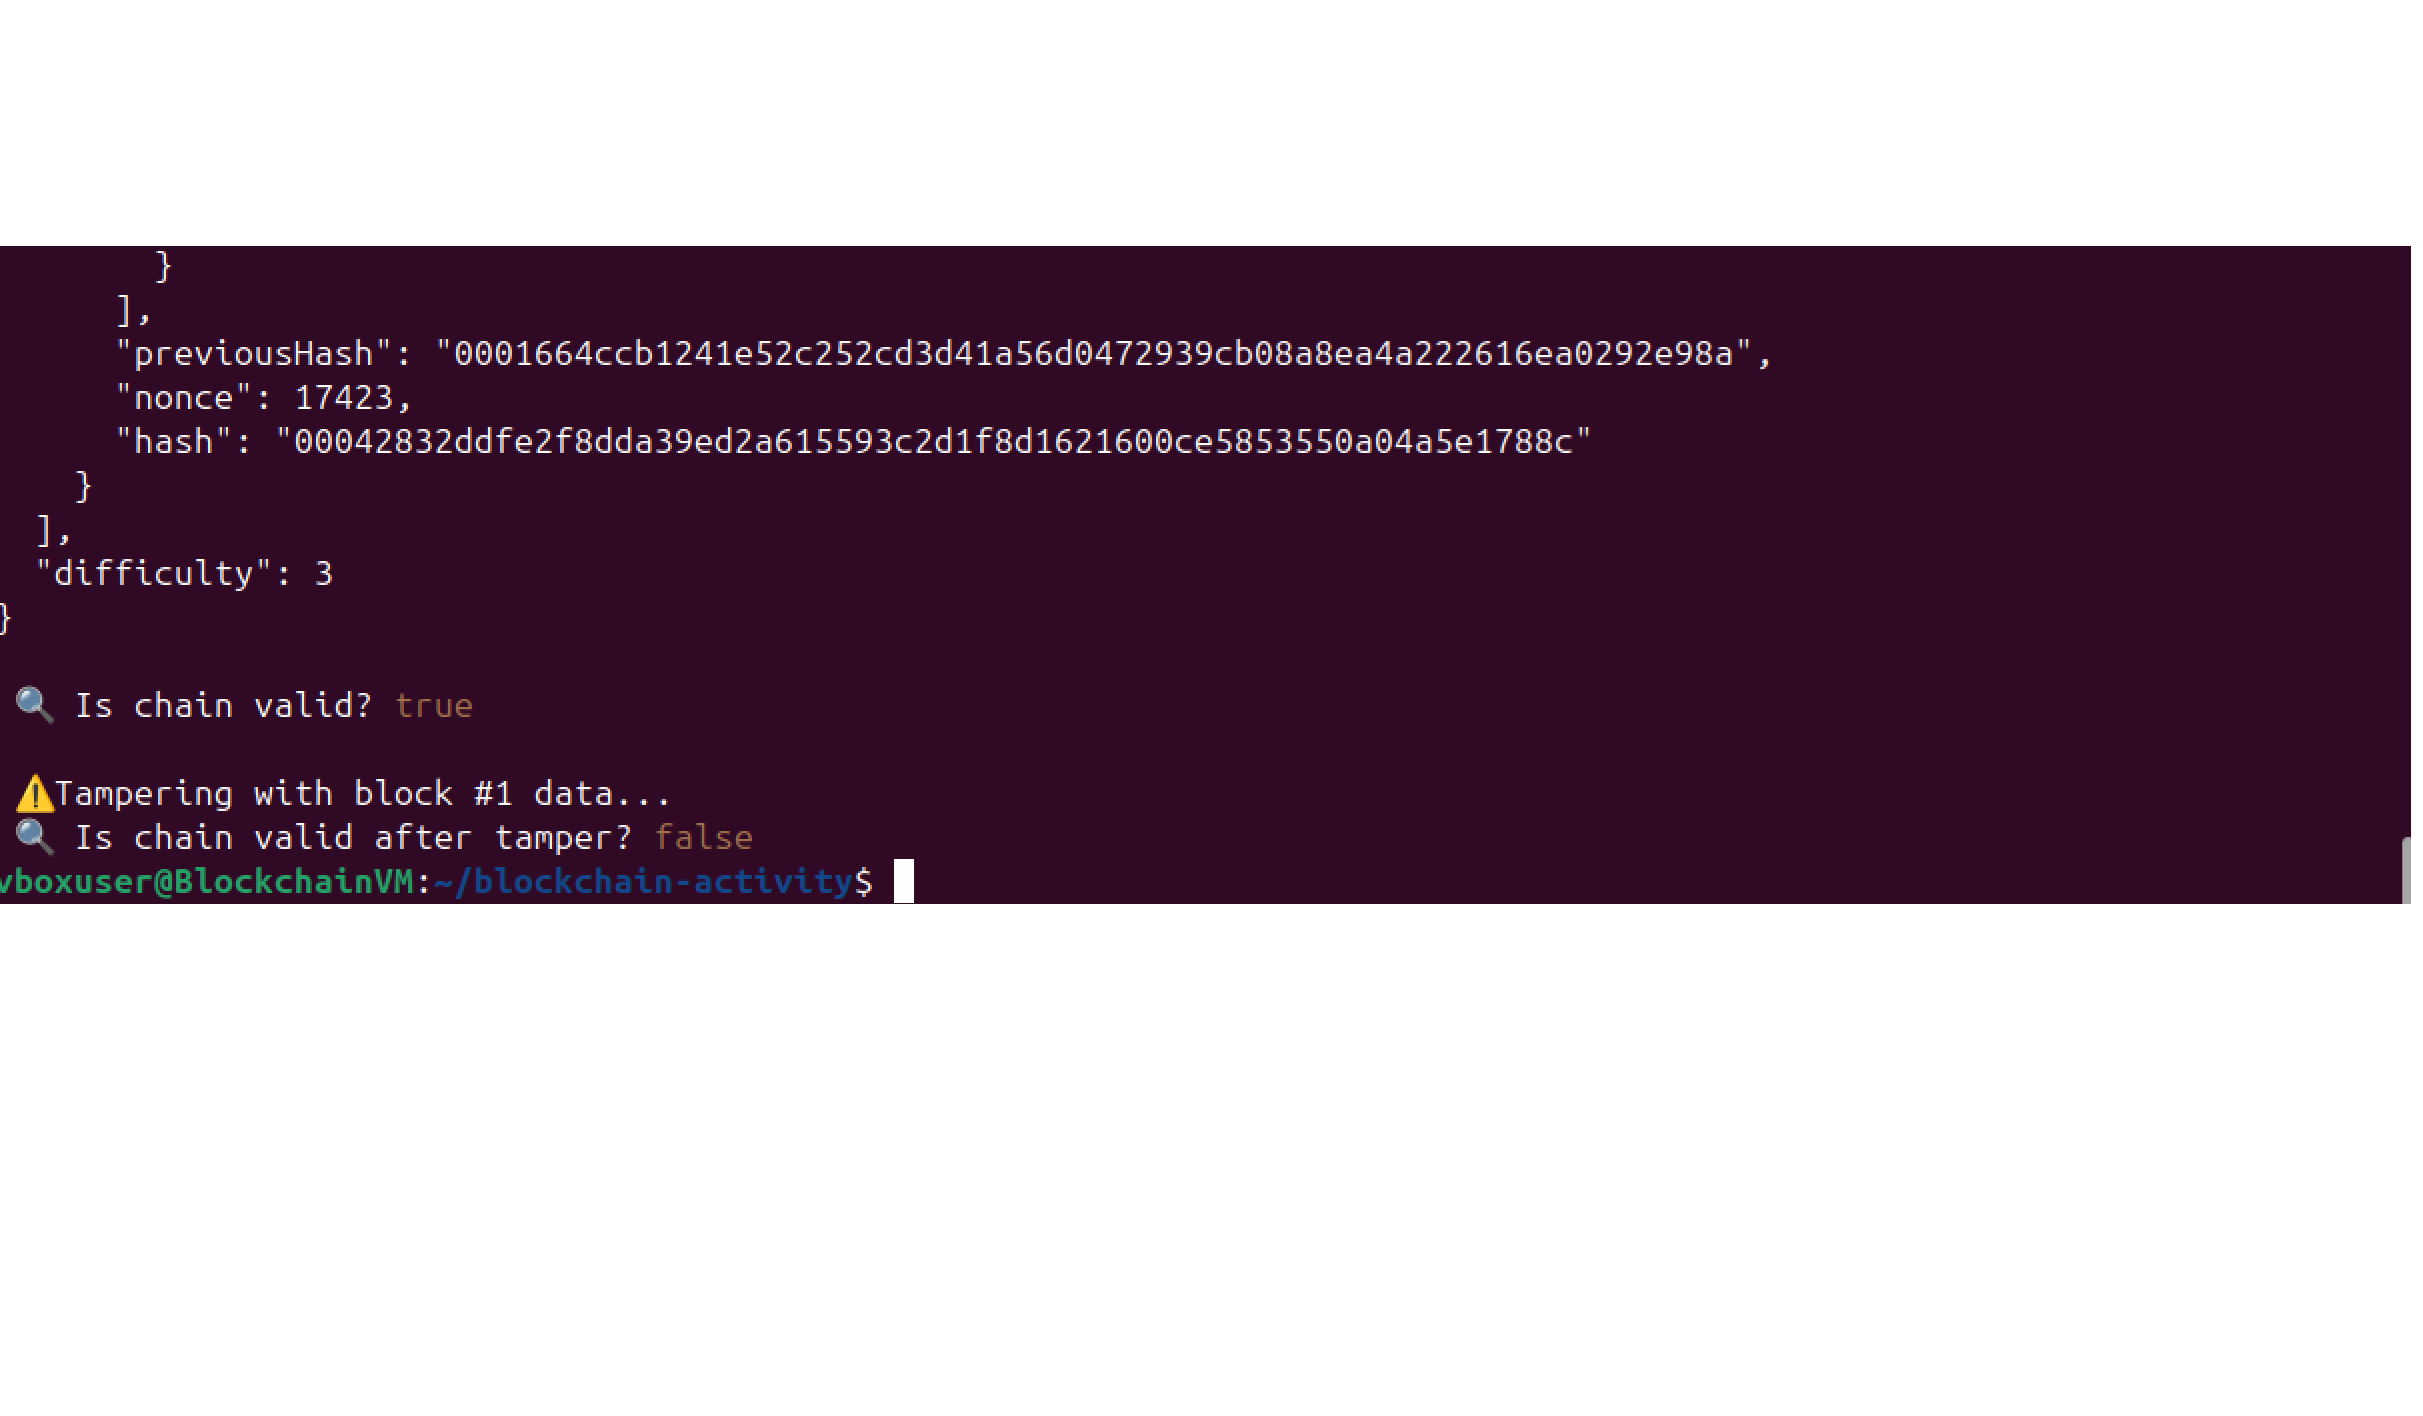 }
],
"previousHash": "0001664ccb1241e52c252cd3d41a56d0472939cb08a8ea4a222616ea0292e98a",
"nonce": 17423,
"hash": "00042832ddfe2f8dda39ed2a615593c2d1f8d1621600ce5853550a04a5e1788c"
}
],
"difficulty": 3
}
🔍 Is chain valid? true
⚠️Tampering with block #1 data...
🔍 Is chain valid after tamper? false
vboxuser@BlockchainVM:~/blockchain-activity$